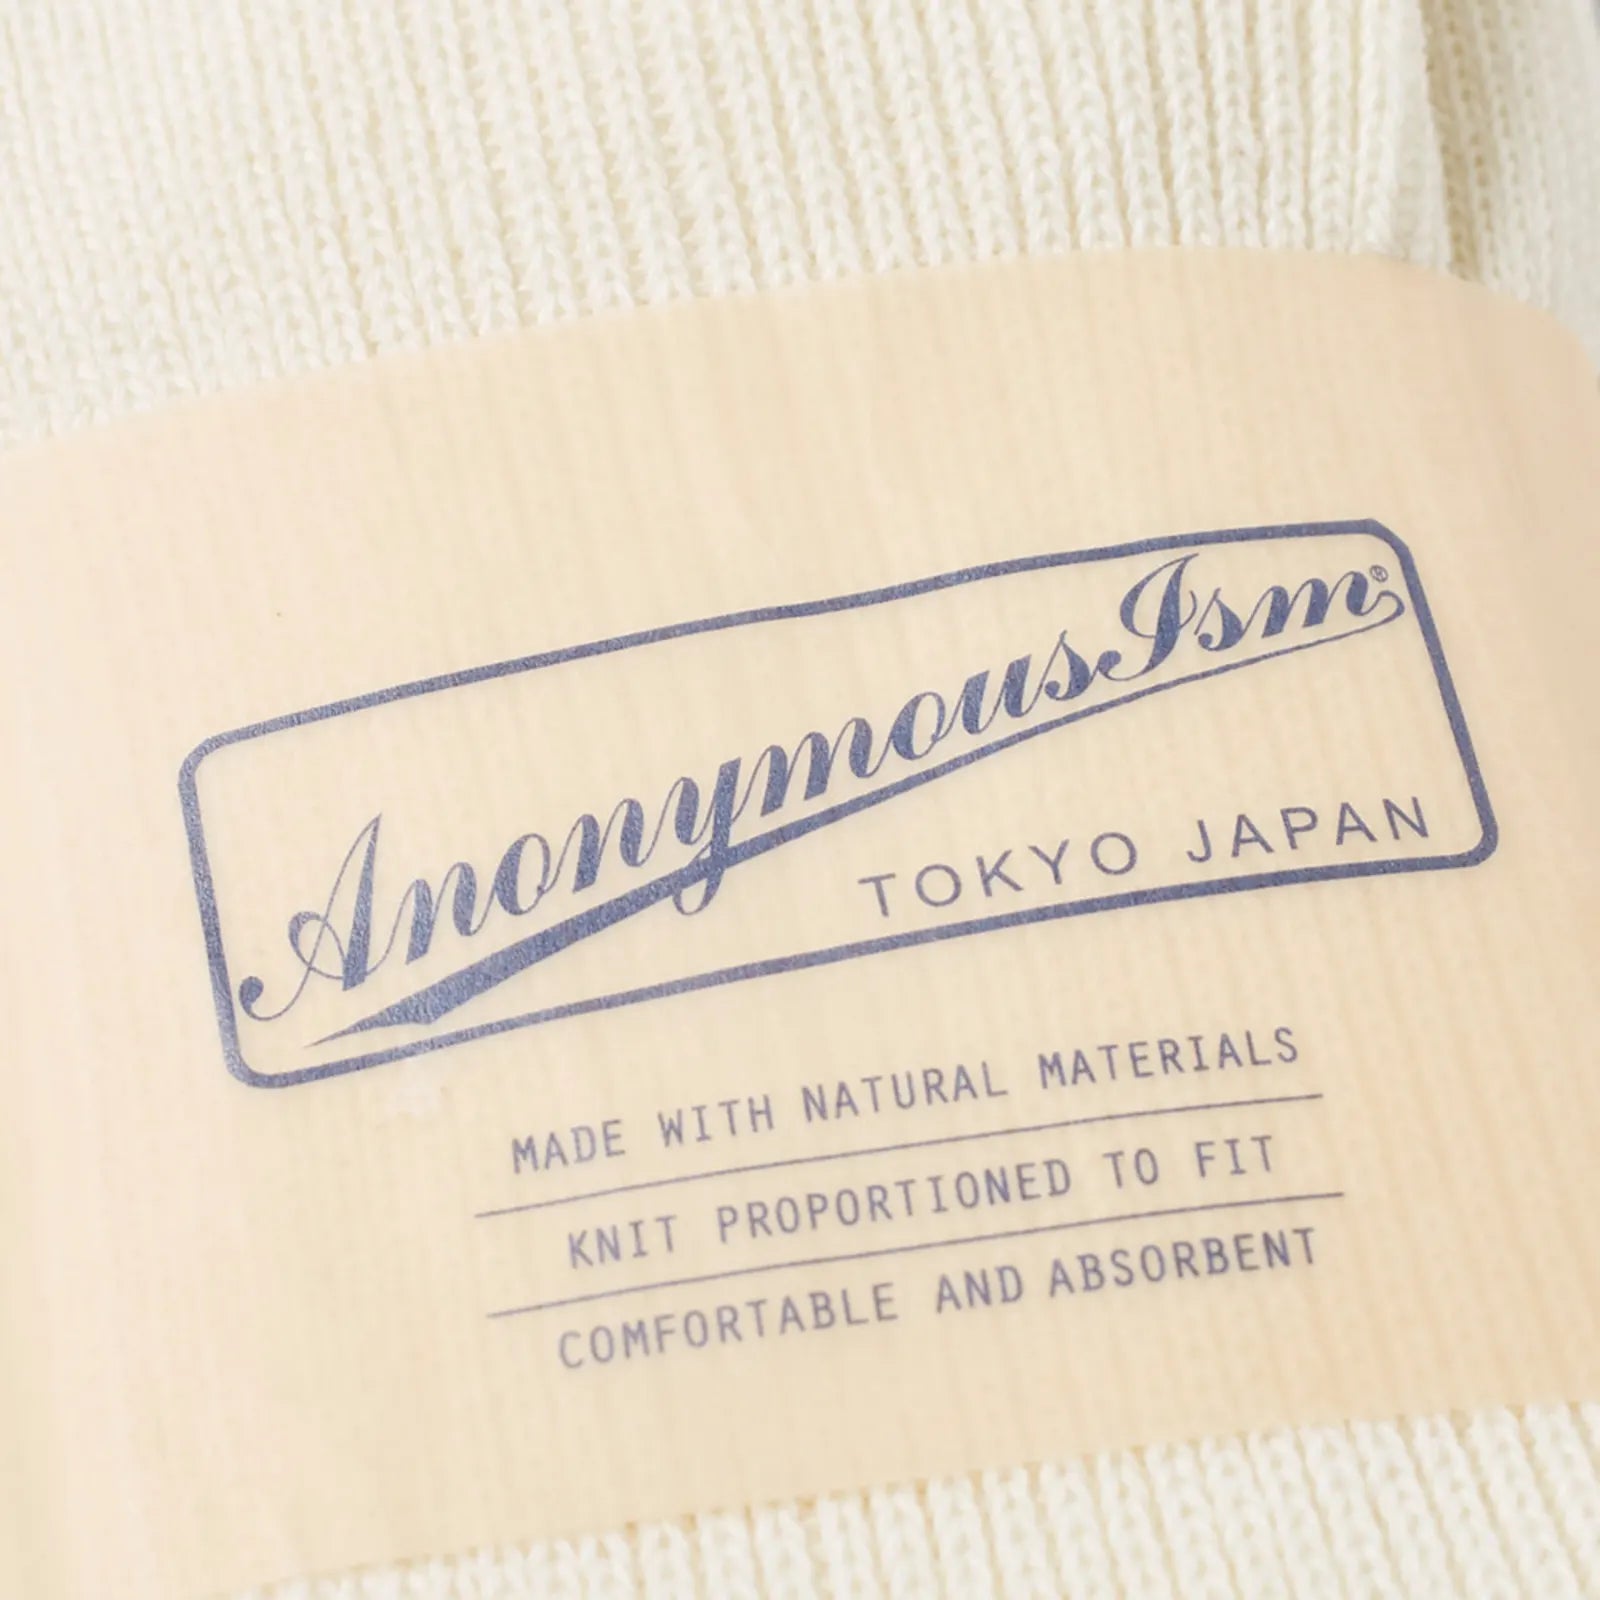 AnonymousIsm®
TOKYO JAPAN
MADE WITH NATURAL MATERIALS
KNIT PROPORTIONED TO FIT
COMFORTABLE AND ABSORBENT